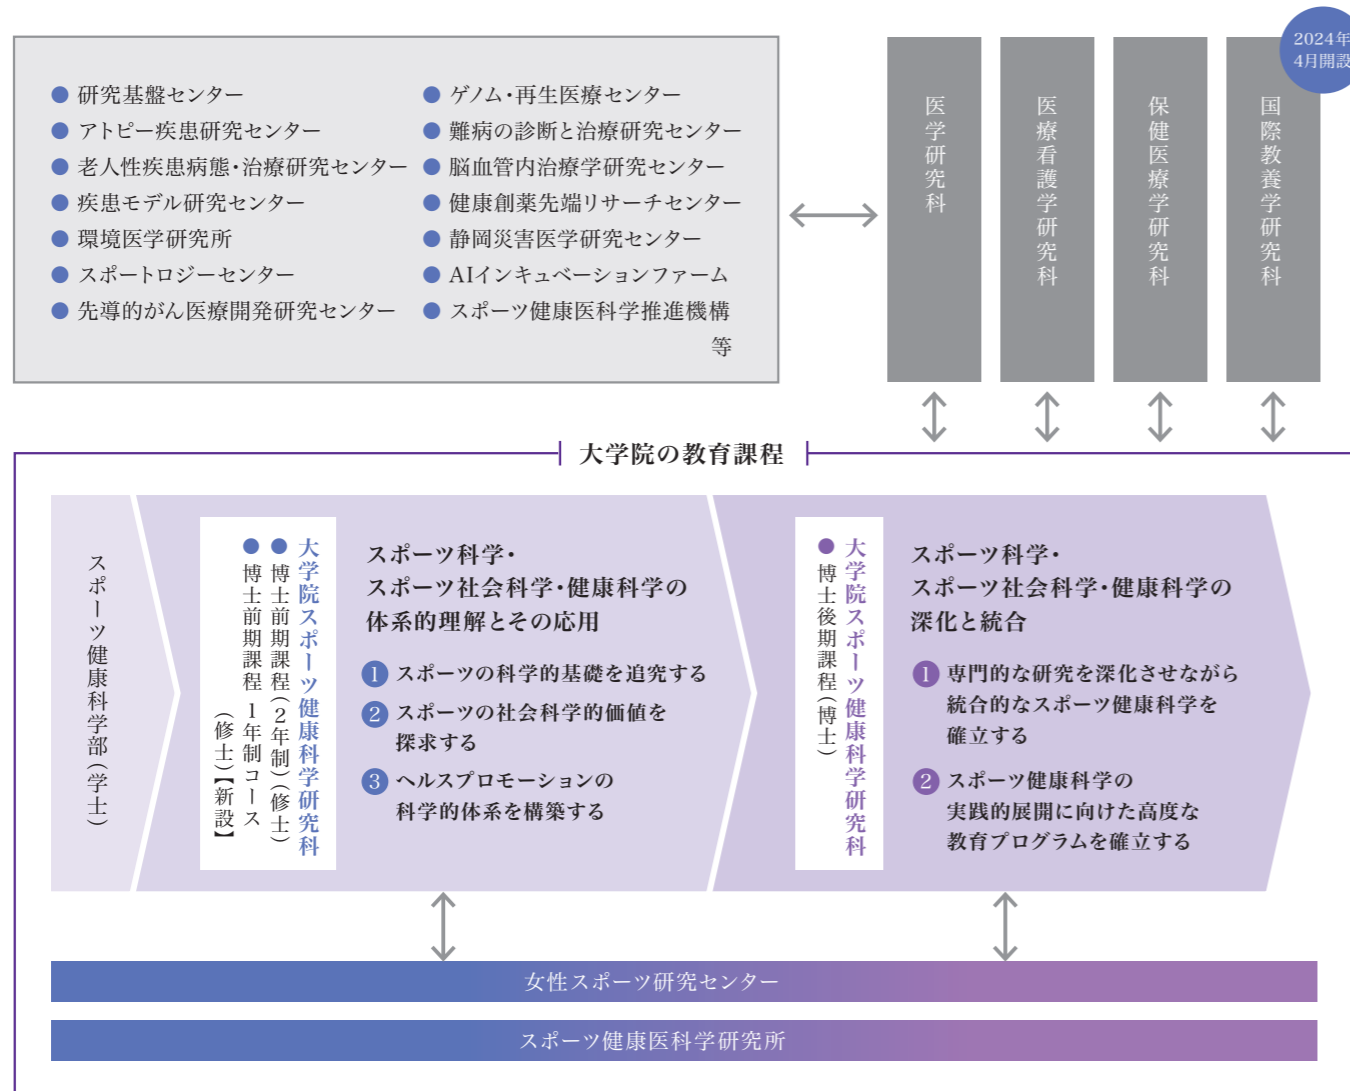 研究基盤センター
アトピー疾患研究センター
老人性疾患病態・治療研究センター
疾患モデル研究センター
環境医学研究所
スポートロジーセンター
先導的がん医療開発研究センター
ゲノム・再生医療センター
難病の診断と治療研究センター
脳血管内治療学研究センター
健康創薬先端リサーチセンター
静岡災害医学研究センター
AIインキュベーションファーム
スポーツ健康医科学推進機構
等
医学研究科
医療看護学研究科
保健医療学研究科
国際教養学研究科
2024年
4月開設
大学院の教育課程
スポーツ健康科学部(学士)
大学院スポーツ健康科学研究科
博士前期課程(2年制)(修士)
博士前期課程 1年制コース
(修士)【新設】
スポーツ科学・
スポーツ社会科学・健康科学の
体系的理解とその応用
1 スポーツの科学的基礎を追究する
2 スポーツの社会科学的価値を
探求する
3 ヘルスプロモーションの
科学的体系を構築する
大学院スポーツ健康科学研究科
博士後期課程(博士)
スポーツ科学・
スポーツ社会科学・健康科学の
深化と統合
1 専門的な研究を深化させながら
統合的なスポーツ健康科学を
確立する
2 スポーツ健康科学の
実践的展開に向けた高度な
教育プログラムを確立する
女性スポーツ研究センター
スポーツ健康医科学研究所